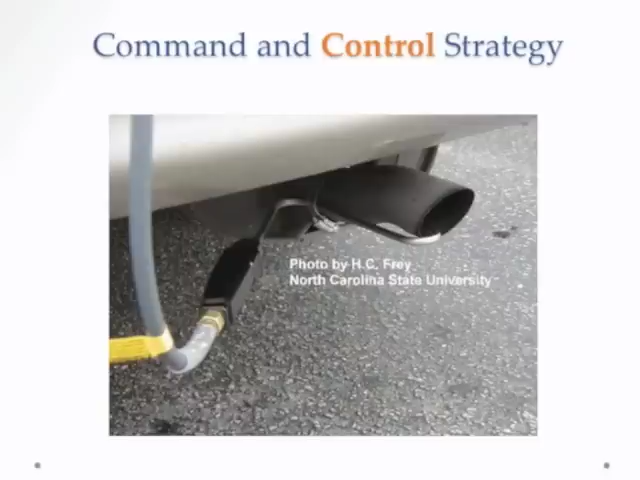 Command and Control Strategy
Photo by H.C. Frey
North Carolina State University